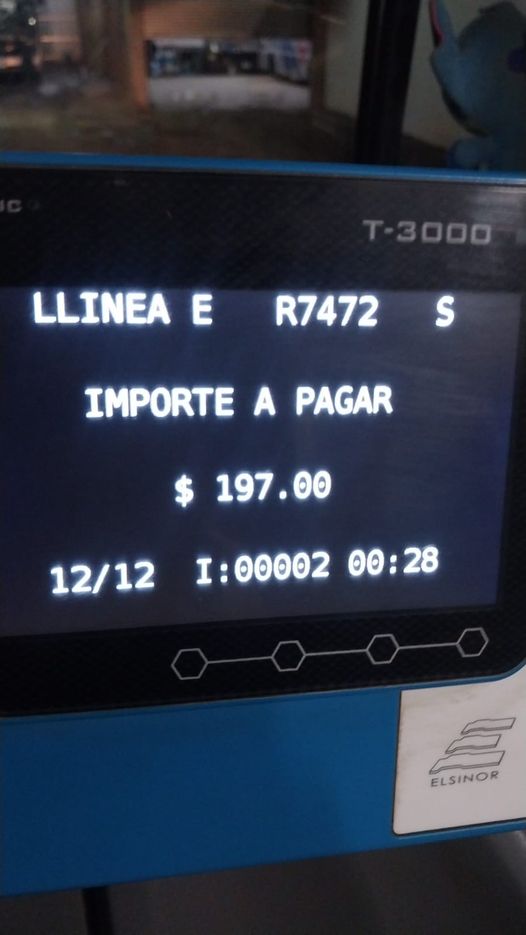 T-3000
LLINEA E R7472 S
IMPORTE A PAGAR
$ 197.00
12/12 I:00002 00:28
ELSINOR